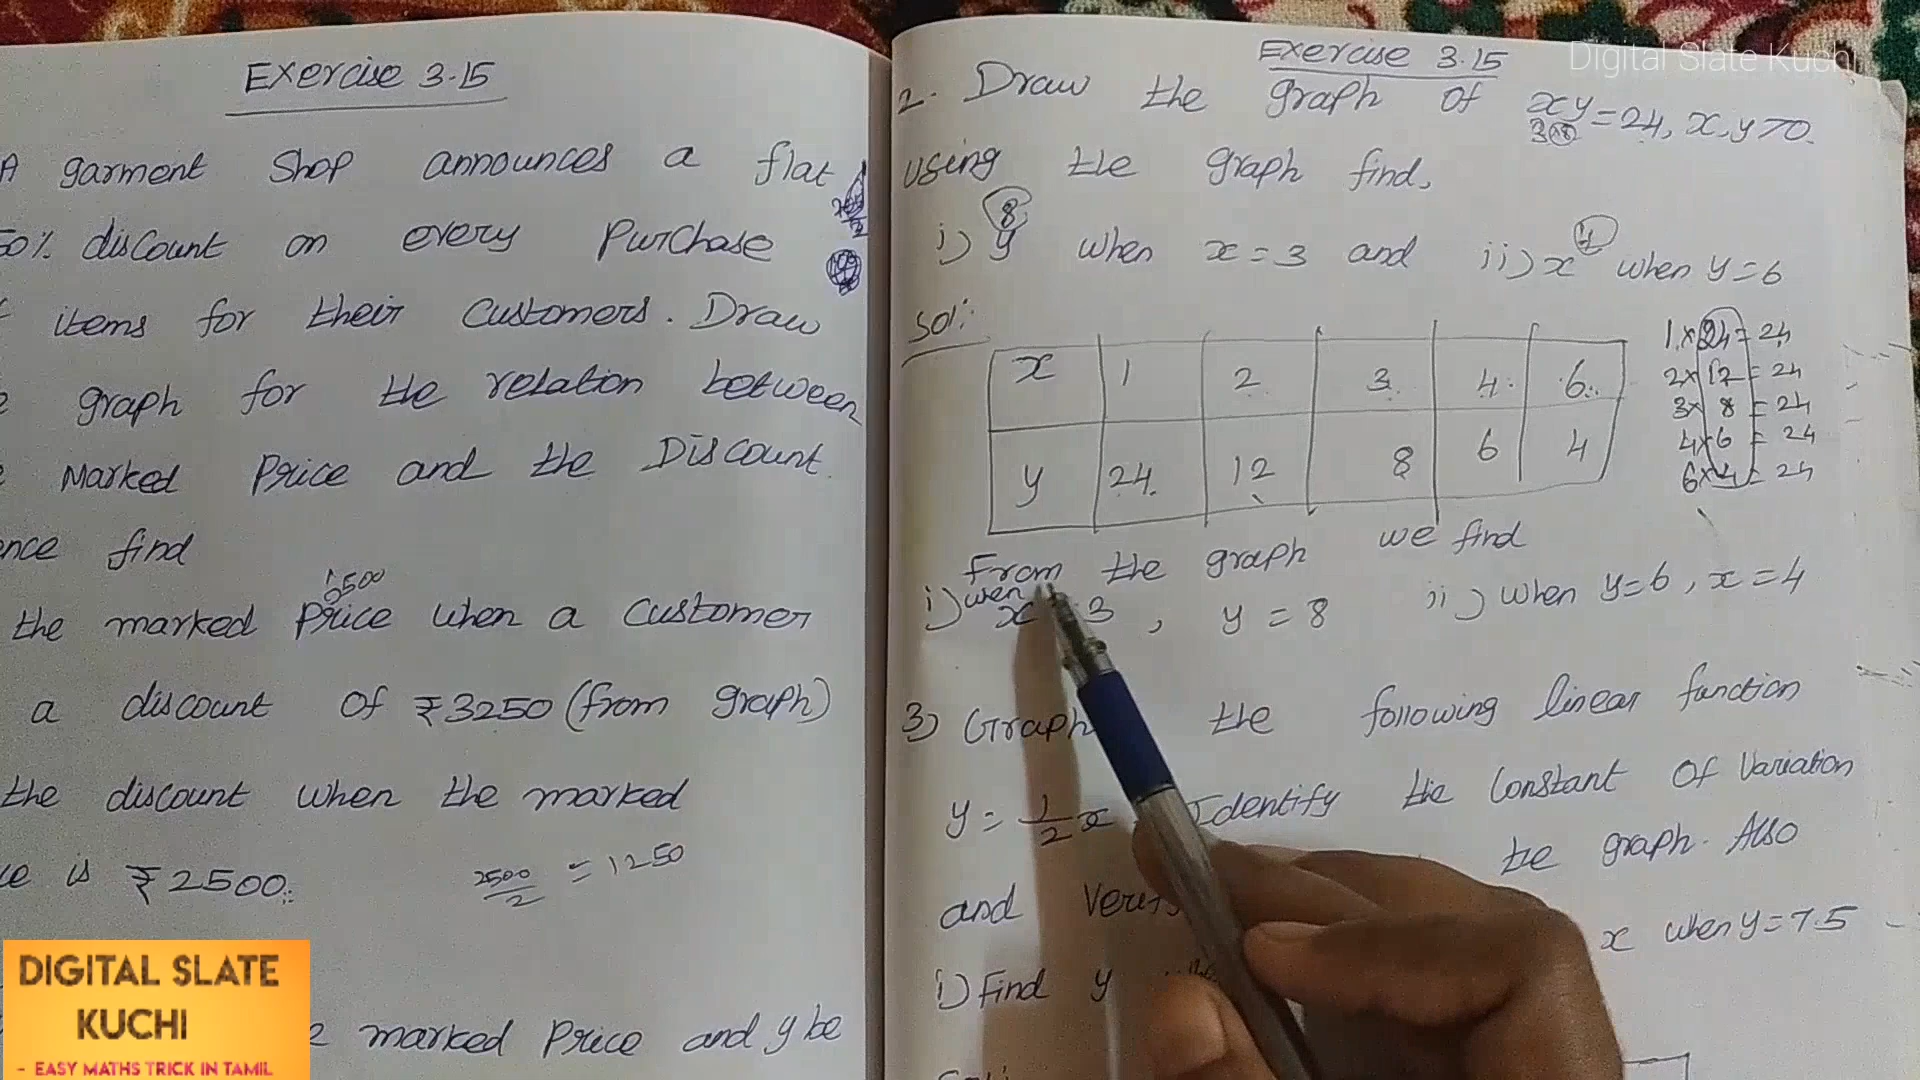 Exercise 3.15
A garment shop announces a flat
50% discount on every Purchase
items for their Customers. Draw
graph for the relation between
Marked Price and the Discount.
find
1,500
the marked Price when a customer
a discount of ₹3250 (from graph)
the discount when the marked
is ₹2500.
2500/2 = 1250
marked Price and y be
DIGITAL SLATE
KUCHI
- EASY MATHS TRICK IN TAMIL
Digital Slate Kuchi
Exercise 3.15
2. Draw the graph of xy=24, x,y>0.
using the graph find,
8
i) y when x=3 and ii) x when y=6
Sol:
x 1 2 3 4 6
y 24 12 8 6 4
1×24=24
2×12=24
3×8=24
4×6=24
6×4=24
From the graph we find
i) wen x 3, y=8 ii) when y=6, x=4
3) Graph the following linear function
y=1/2x Identify the Constant of Variation
and the graph. Also
i) Find y x when y=7.5